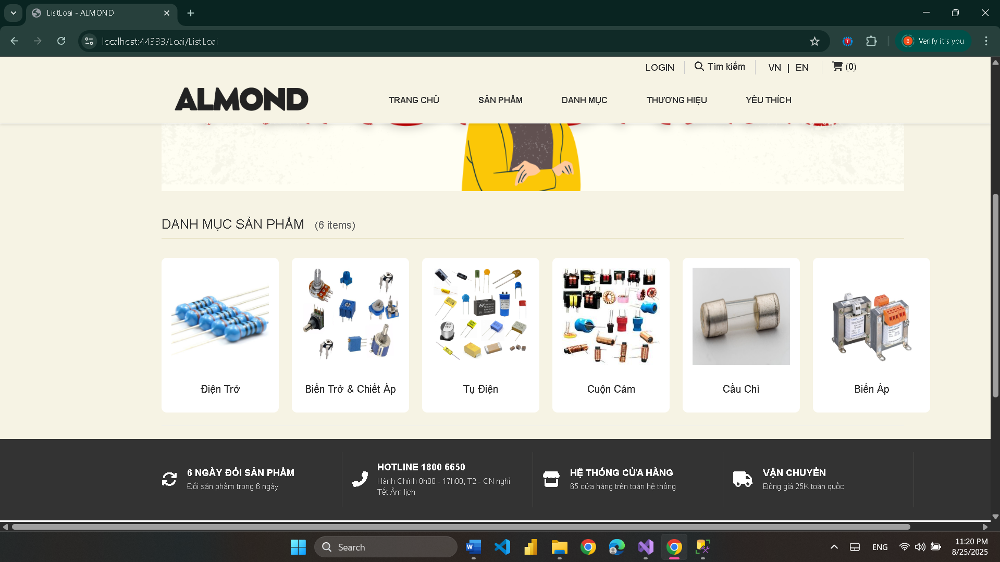 ListLoai - ALMOND
localhost:44333/Loai/ListLoai
Verify it's you
LOGIN
Tìm kiếm
VN | EN
(0)
ALMOND
TRANG CHỦ
SẢN PHẨM
DANH MỤC
THƯƠNG HIỆU
YÊU THÍCH
DANH MỤC SẢN PHẨM (6 items)
Điện Trở
Biến Trở & Chiết Áp
Tụ Điện
Cuộn Cảm
Cầu Chì
Biến Áp
6 NGÀY ĐỔI SẢN PHẨM
Đổi sản phẩm trong 6 ngày
HOTLINE 1800 6650
Hành Chính 8h00 - 17h00, T2 - CN nghỉ
Tết Âm lịch
HỆ THỐNG CỬA HÀNG
65 cửa hàng trên toàn hệ thống
VẬN CHUYỂN
Đồng giá 25K toàn quốc
Search
ENG
11:20 PM
8/25/2025